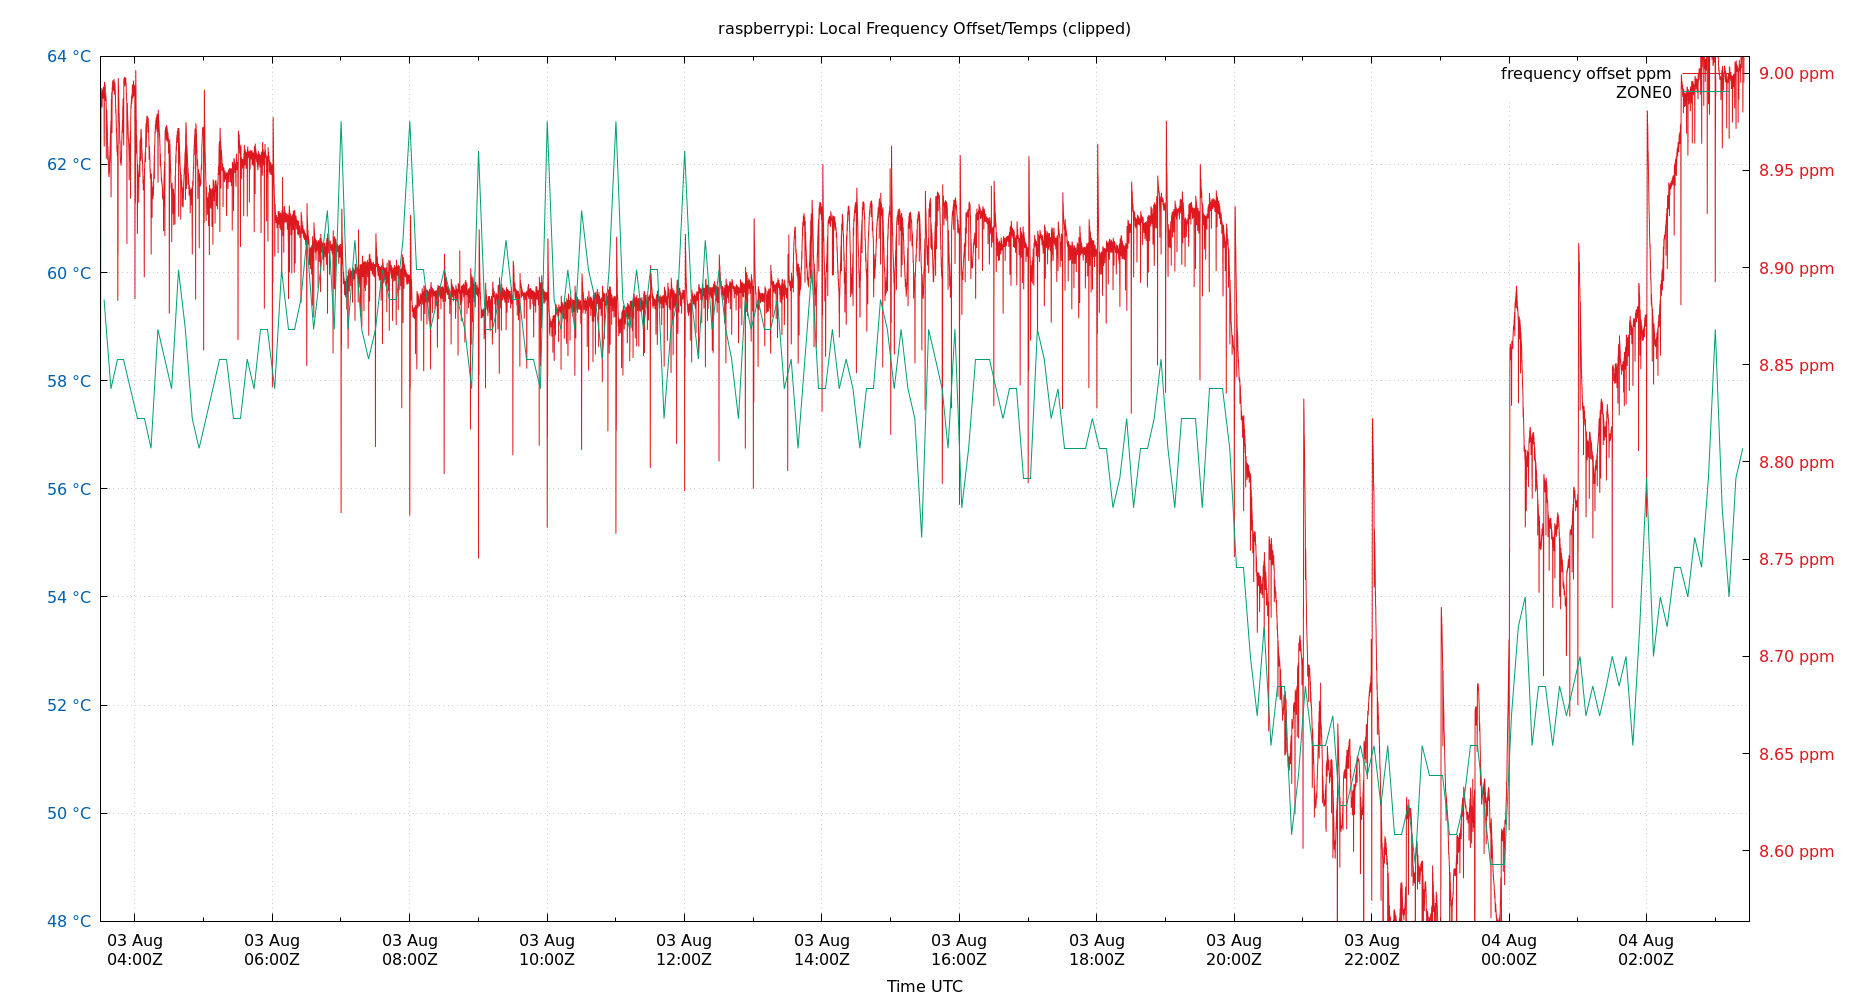 raspberrypi: Local Frequency Offset/Temps (clipped)
frequency offset ppm
ZONE0
64 °C
62 °C
60 °C
58 °C
56 °C
54 °C
52 °C
50 °C
48 °C
9.00 ppm
8.95 ppm
8.90 ppm
8.85 ppm
8.80 ppm
8.75 ppm
8.70 ppm
8.65 ppm
8.60 ppm
03 Aug 03 Aug 03 Aug 03 Aug 03 Aug 03 Aug 03 Aug 03 Aug 03 Aug 03 Aug 04 Aug 04 Aug
04:00Z 06:00Z 08:00Z 10:00Z 12:00Z 14:00Z 16:00Z 18:00Z 20:00Z 22:00Z 00:00Z 02:00Z
Time UTC